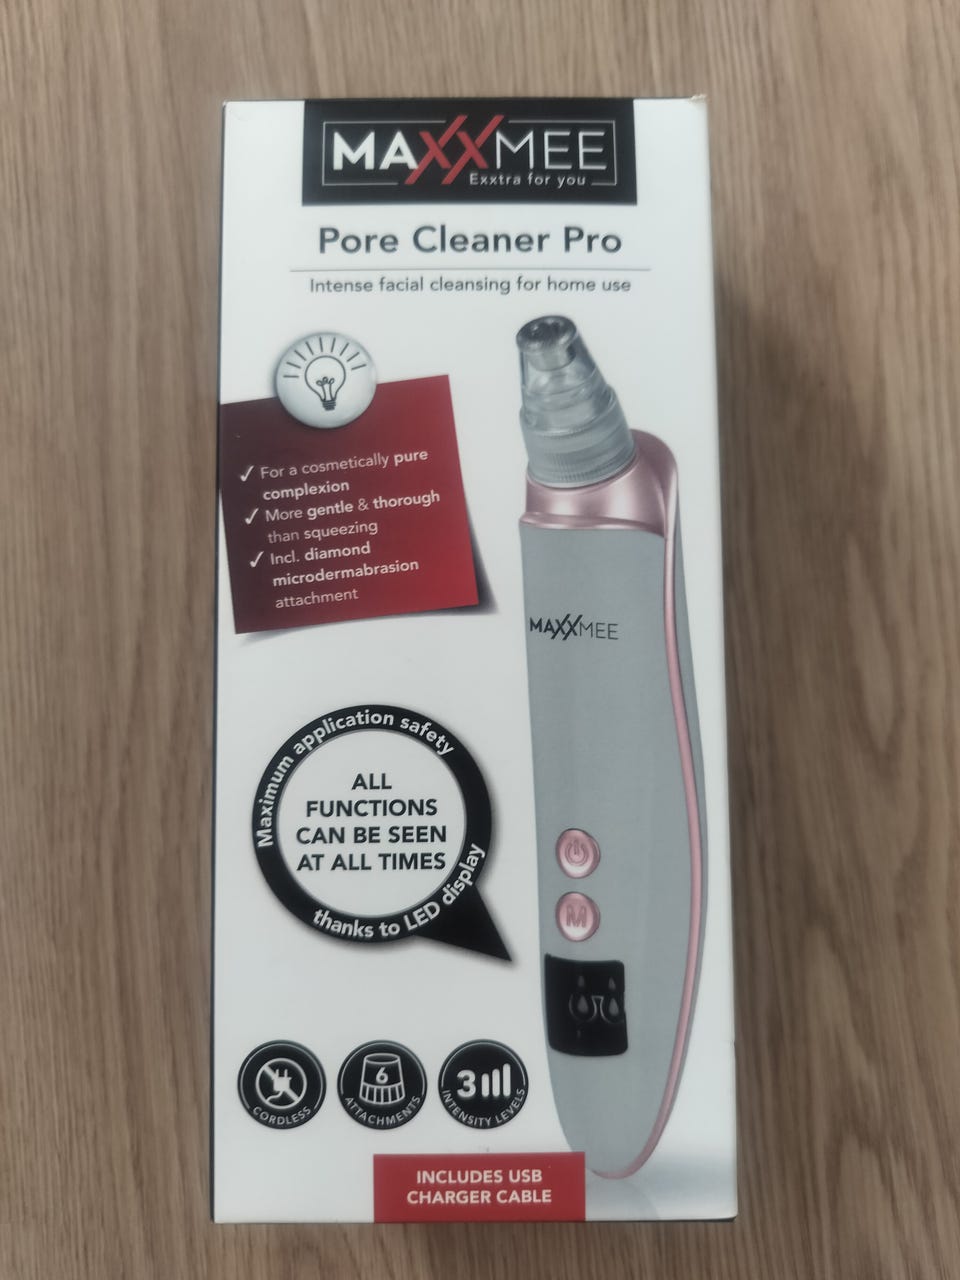 MAXXMEE
Exxtra for you
Pore Cleaner Pro
Intense facial cleansing for home use
✓ For a cosmetically pure
complexion
✓ More gentle & thorough
than squeezing
✓ Incl. diamond
microdermabrasion
attachment
MAXXMEE
Maximum application safety
ALL
FUNCTIONS
CAN BE SEEN
AT ALL TIMES
thanks to LED display
M
CORDLESS
6
ATTACHMENTS
3
INTENSITY LEVELS
INCLUDES USB
CHARGER CABLE